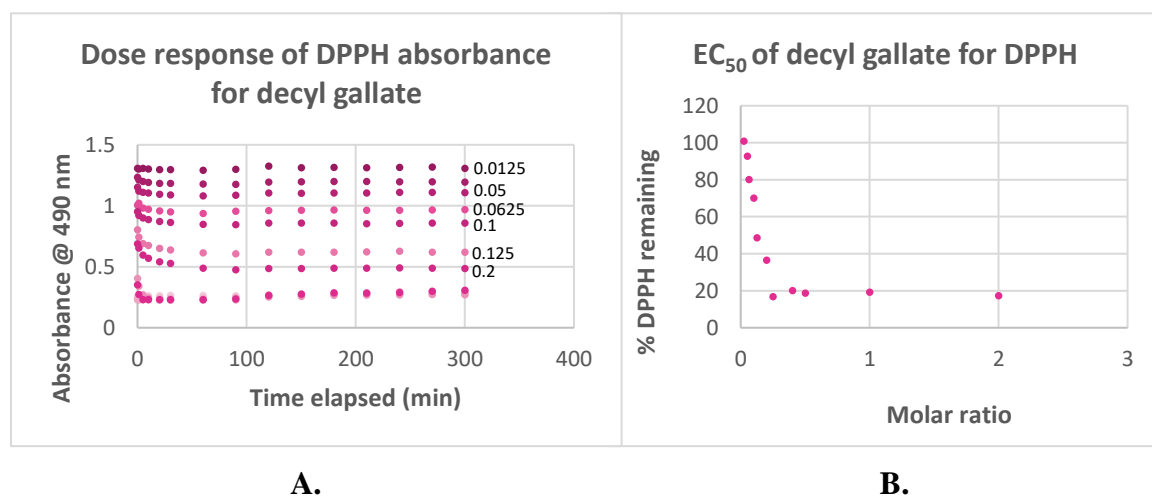 Dose response of DPPH absorbance
for decyl gallate
Absorbance @ 490 nm
1.5
1
0.5
0
0.0125
0.05
0.0625
0.1
0.125
0.2
0 100 200 300 400
Time elapsed (min)
EC₅₀ of decyl gallate for DPPH
% DPPH remaining
120
100
80
60
40
20
0
0 1 2 3
Molar ratio
A. B.